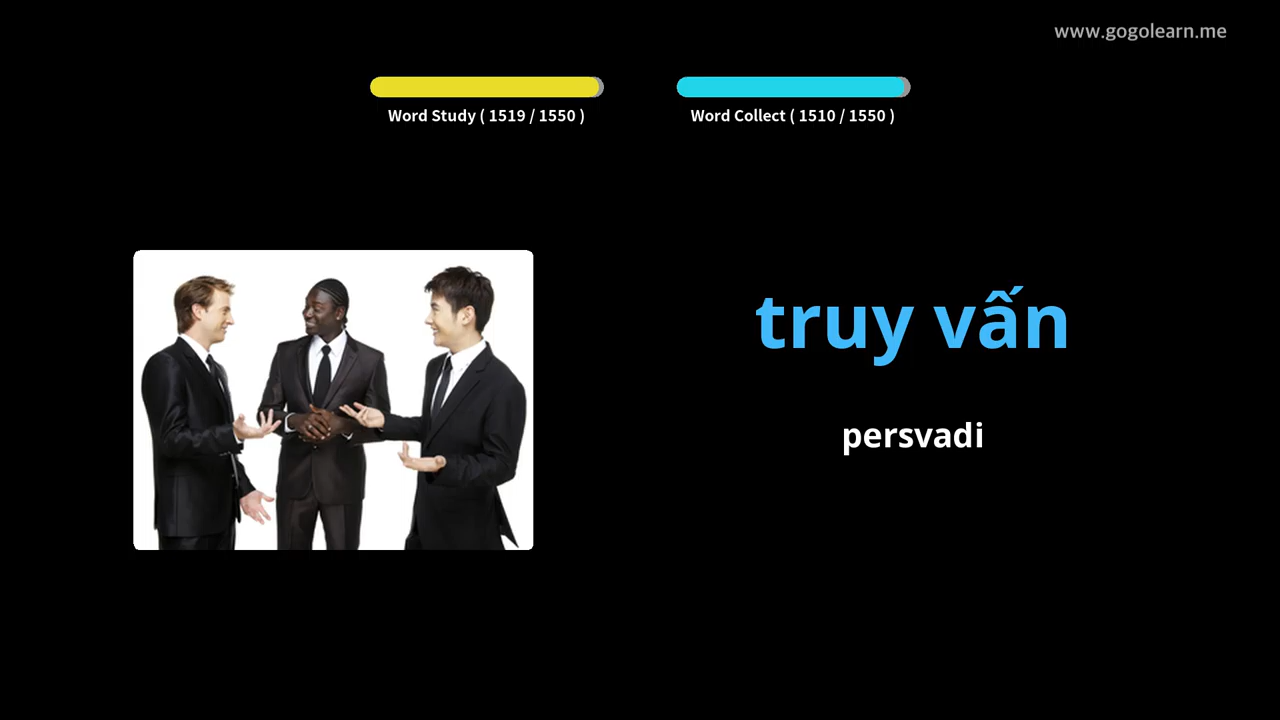 www.gogolearn.me
Word Study ( 1519 / 1550 )
Word Collect ( 1510 / 1550 )
truy vấn
persvadi